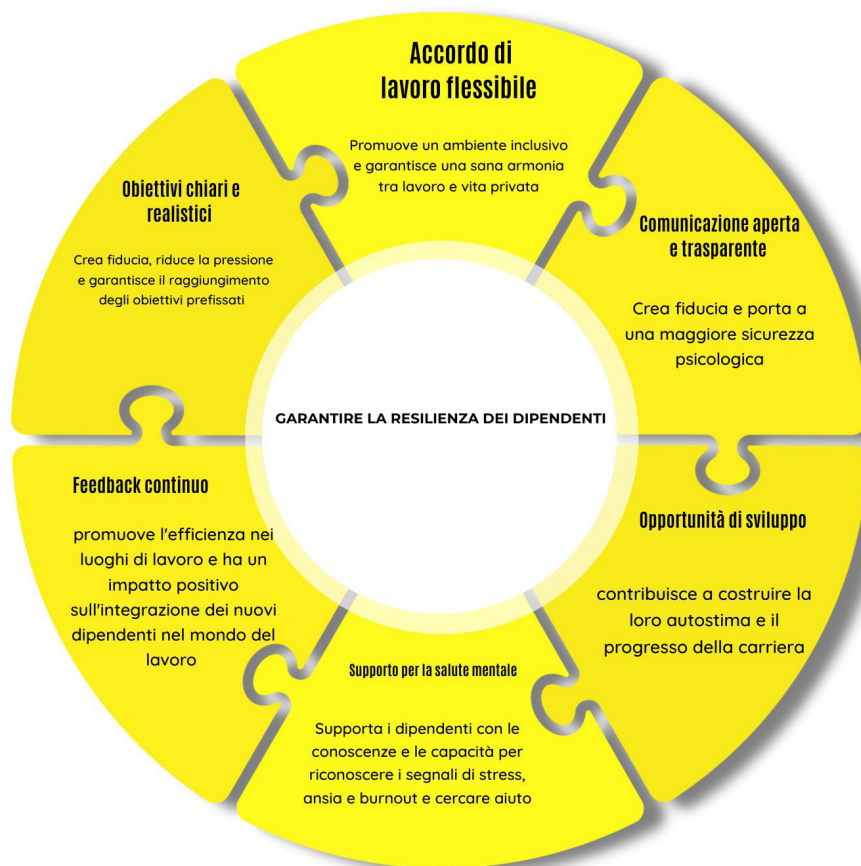 Accordo di
lavoro flessibile
Promuove un ambiente inclusivo
e garantisce una sana armonia
tra lavoro e vita privata
Comunicazione aperta
e trasparente
Crea fiducia e porta a
una maggiore sicurezza
psicologica
Opportunità di sviluppo
contribuisce a costruire la
loro autostima e il
progresso della carriera
Supporto per la salute mentale
Supporta i dipendenti con le
conoscenze e le capacità per
riconoscere i segnali di stress,
ansia e burnout e cercare aiuto
Feedback continuo
promuove l'efficienza nei
luoghi di lavoro e ha un
impatto positivo
sull'integrazione dei nuovi
dipendenti nel mondo del
lavoro
Obiettivi chiari e
realistici
Crea fiducia, riduce la pressione
e garantisce il raggiungimento
degli obiettivi prefissati
GARANTIRE LA RESILIENZA DEI DIPENDENTI